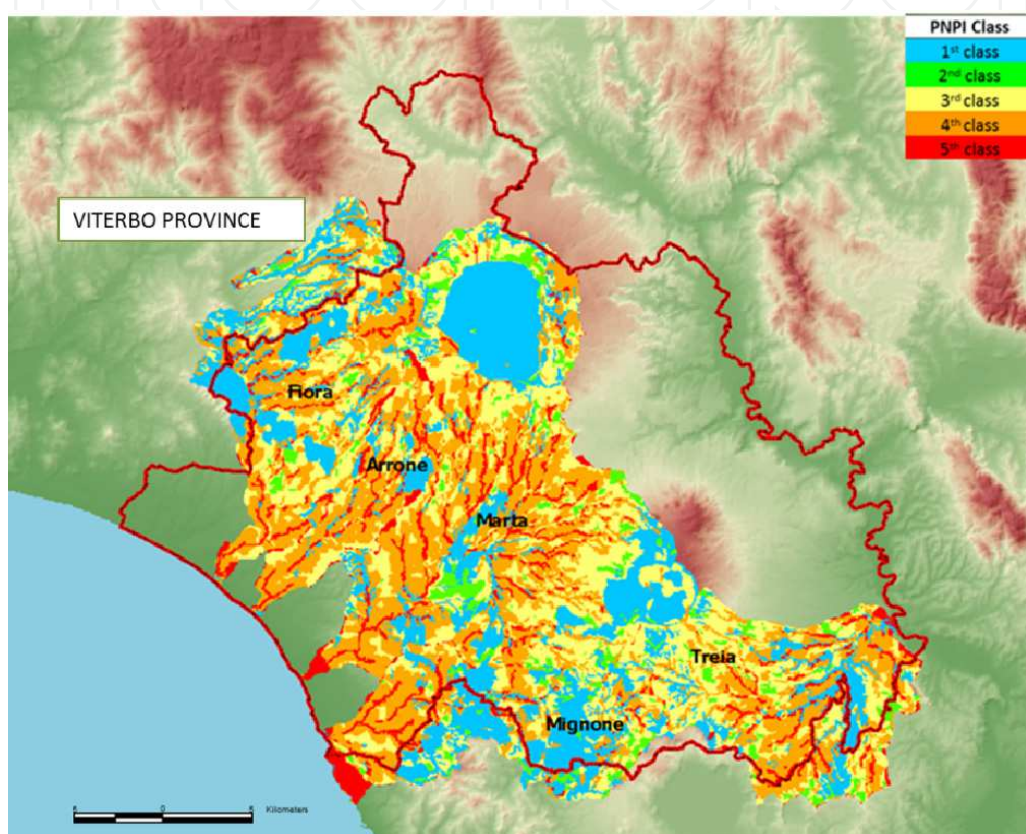 PNPI Class
1st class
2nd class
3rd class
4th class
5th class
VITERBO PROVINCE
Fiora
Arrone
Marta
Treia
Mignone
0
Kilometers